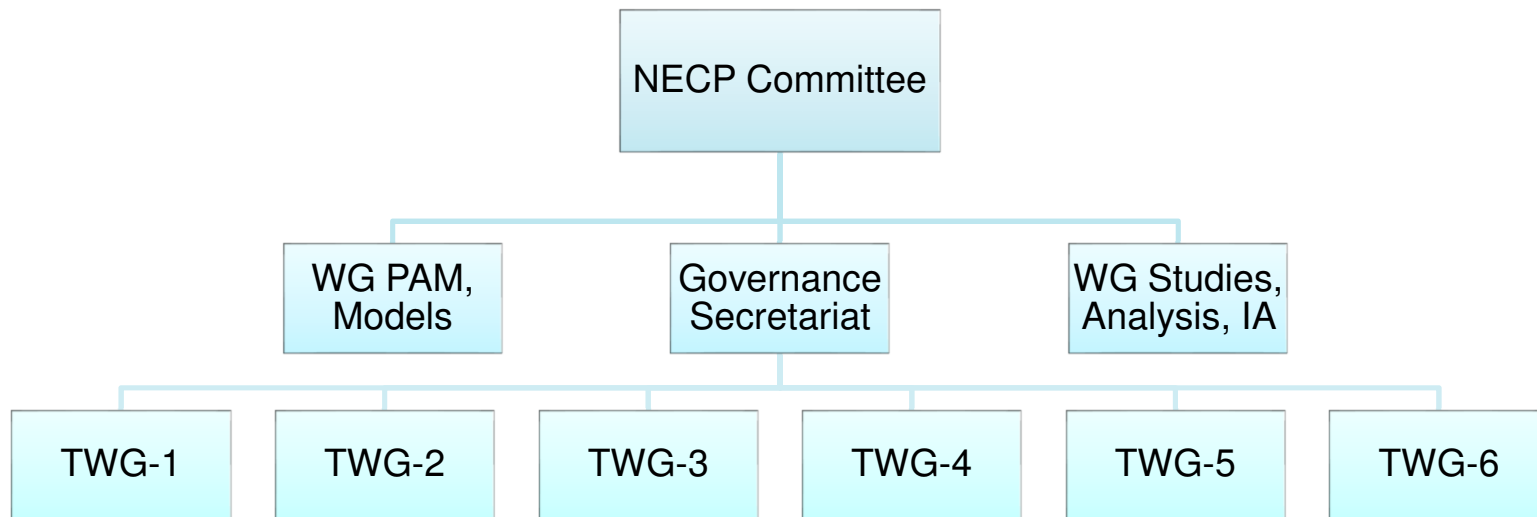 NECP Committee
WG PAM,
Models
Governance
Secretariat
WG Studies,
Analysis, IA
TWG-1
TWG-2
TWG-3
TWG-4
TWG-5
TWG-6